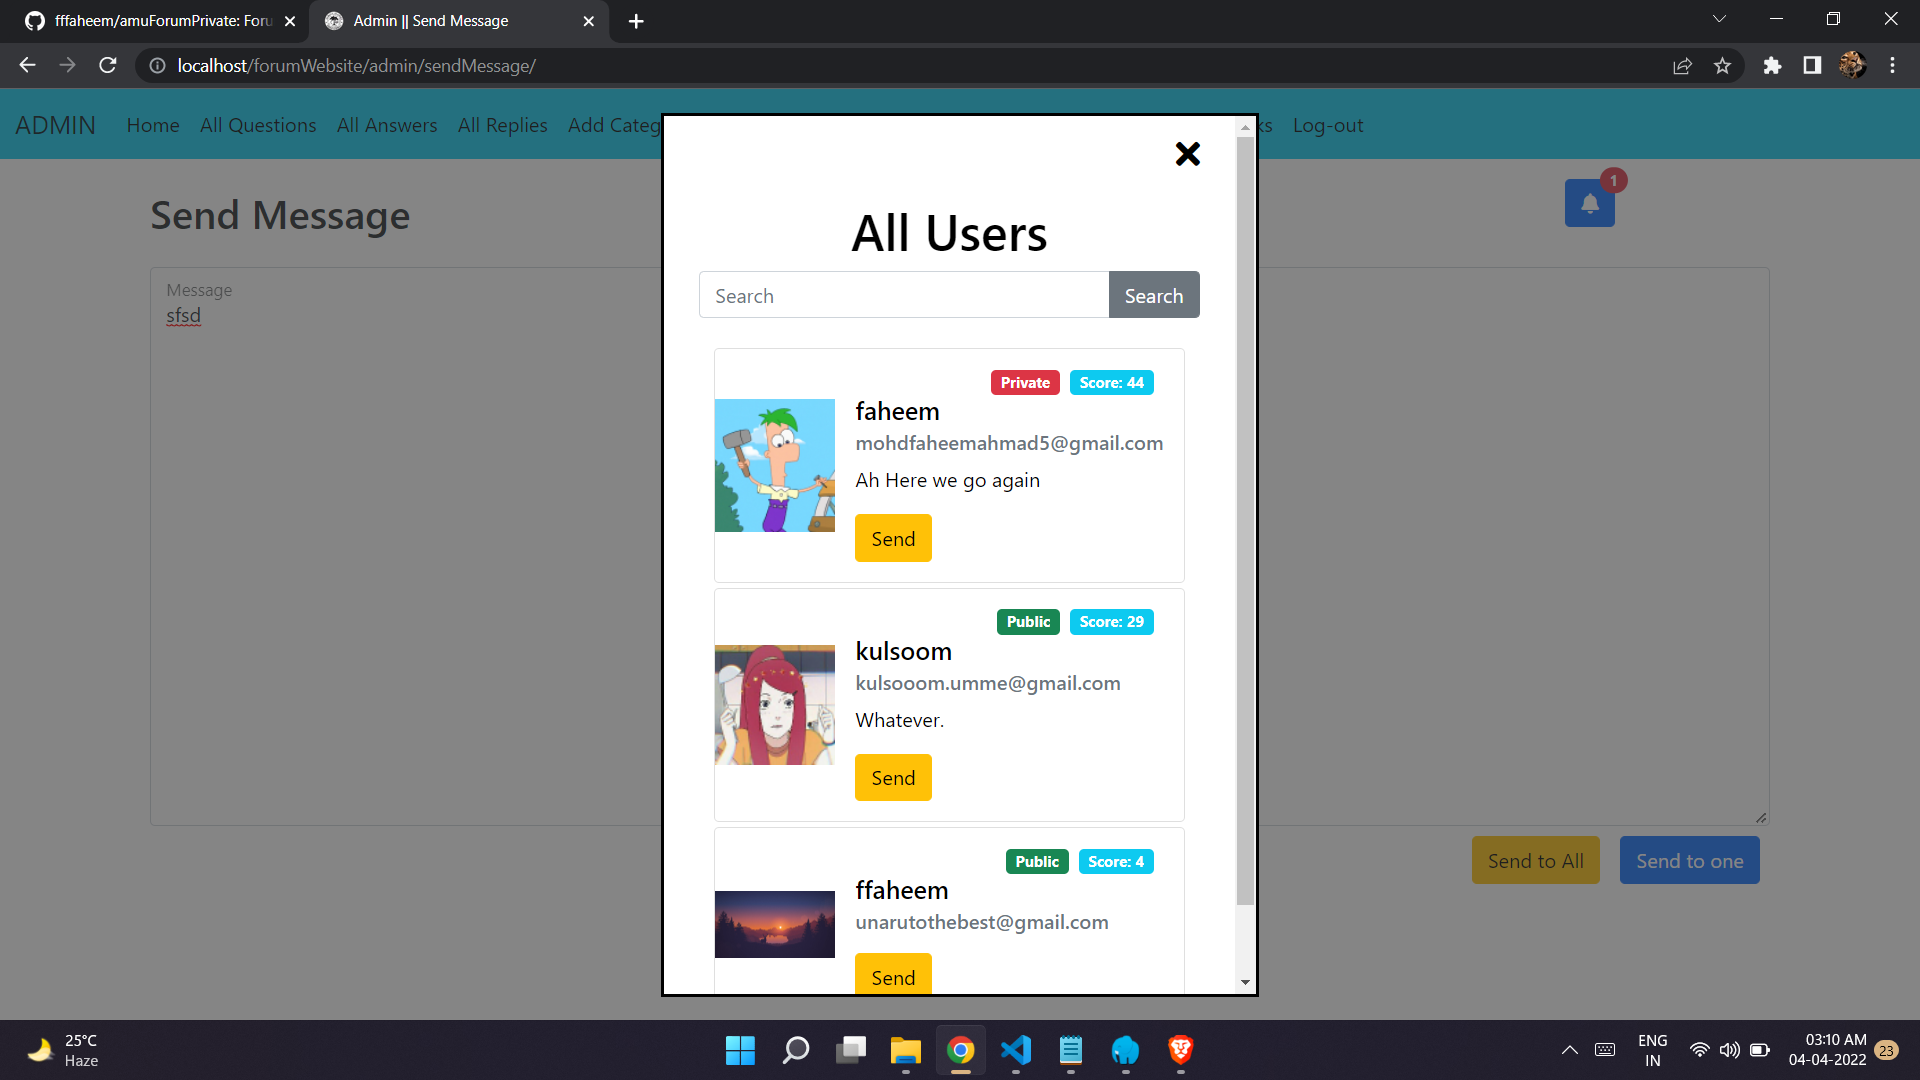 fffaheem/amuForumPrivate: Foru
Admin || Send Message
localhost/forumWebsite/admin/sendMessage/
ADMIN Home All Questions All Answers All Replies Add Categ ks Log-out
1
Send Message
Message
sfsd
All Users
Search
Search
Private Score: 44
faheem
mohdfaheemahmad5@gmail.com
Ah Here we go again
Send
Public Score: 29
kulsoom
kulsooom.umme@gmail.com
Whatever.
Send
Public Score: 4
ffaheem
unarutothebest@gmail.com
Send
Send to All Send to one
25°C
Haze
ENG
IN
03:10 AM
04-04-2022
23